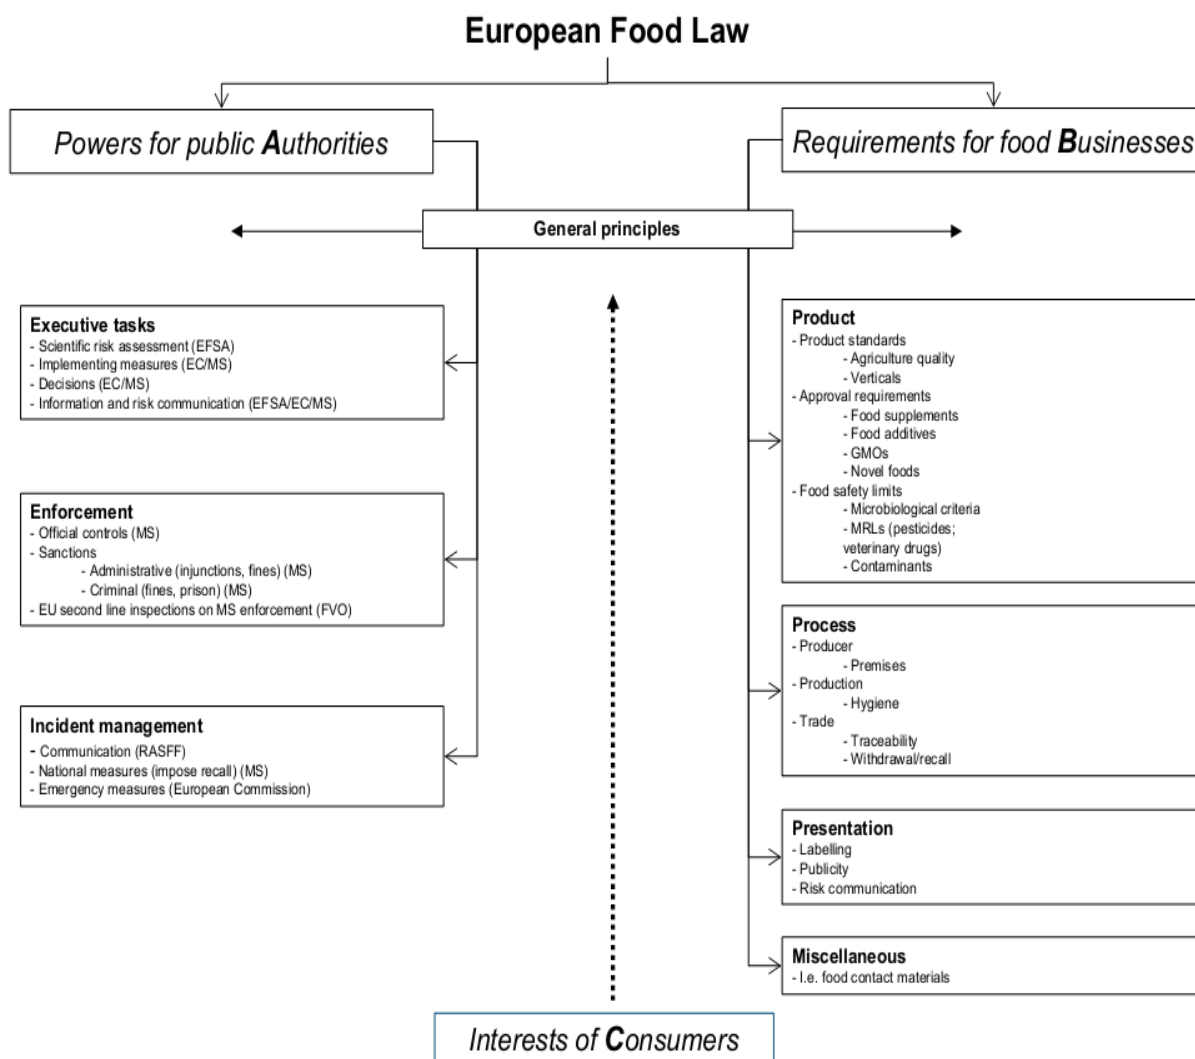 European Food Law
Powers for public Authorities
Requirements for food Businesses
General principles
Executive tasks
- Scientific risk assessment (EFSA)
- Implementing measures (EC/MS)
- Decisions (EC/MS)
- Information and risk communication (EFSA/EC/MS)
Enforcement
- Official controls (MS)
- Sanctions
- Administrative (injunctions, fines) (MS)
- Criminal (fines, prison) (MS)
- EU second line inspections on MS enforcement (FVO)
Incident management
- Communication (RASFF)
- National measures (impose recall) (MS)
- Emergency measures (European Commission)
Product
- Product standards
- Agriculture quality
- Verticals
- Approval requirements
- Food supplements
- Food additives
- GMOs
- Novel foods
- Food safety limits
- Microbiological criteria
- MRLs (pesticides;
veterinary drugs)
- Contaminants
Process
- Producer
- Premises
- Production
- Hygiene
- Trade
- Traceability
- Withdrawal/recall
Presentation
- Labelling
- Publicity
- Risk communication
Miscellaneous
- I.e. food contact materials
Interests of Consumers